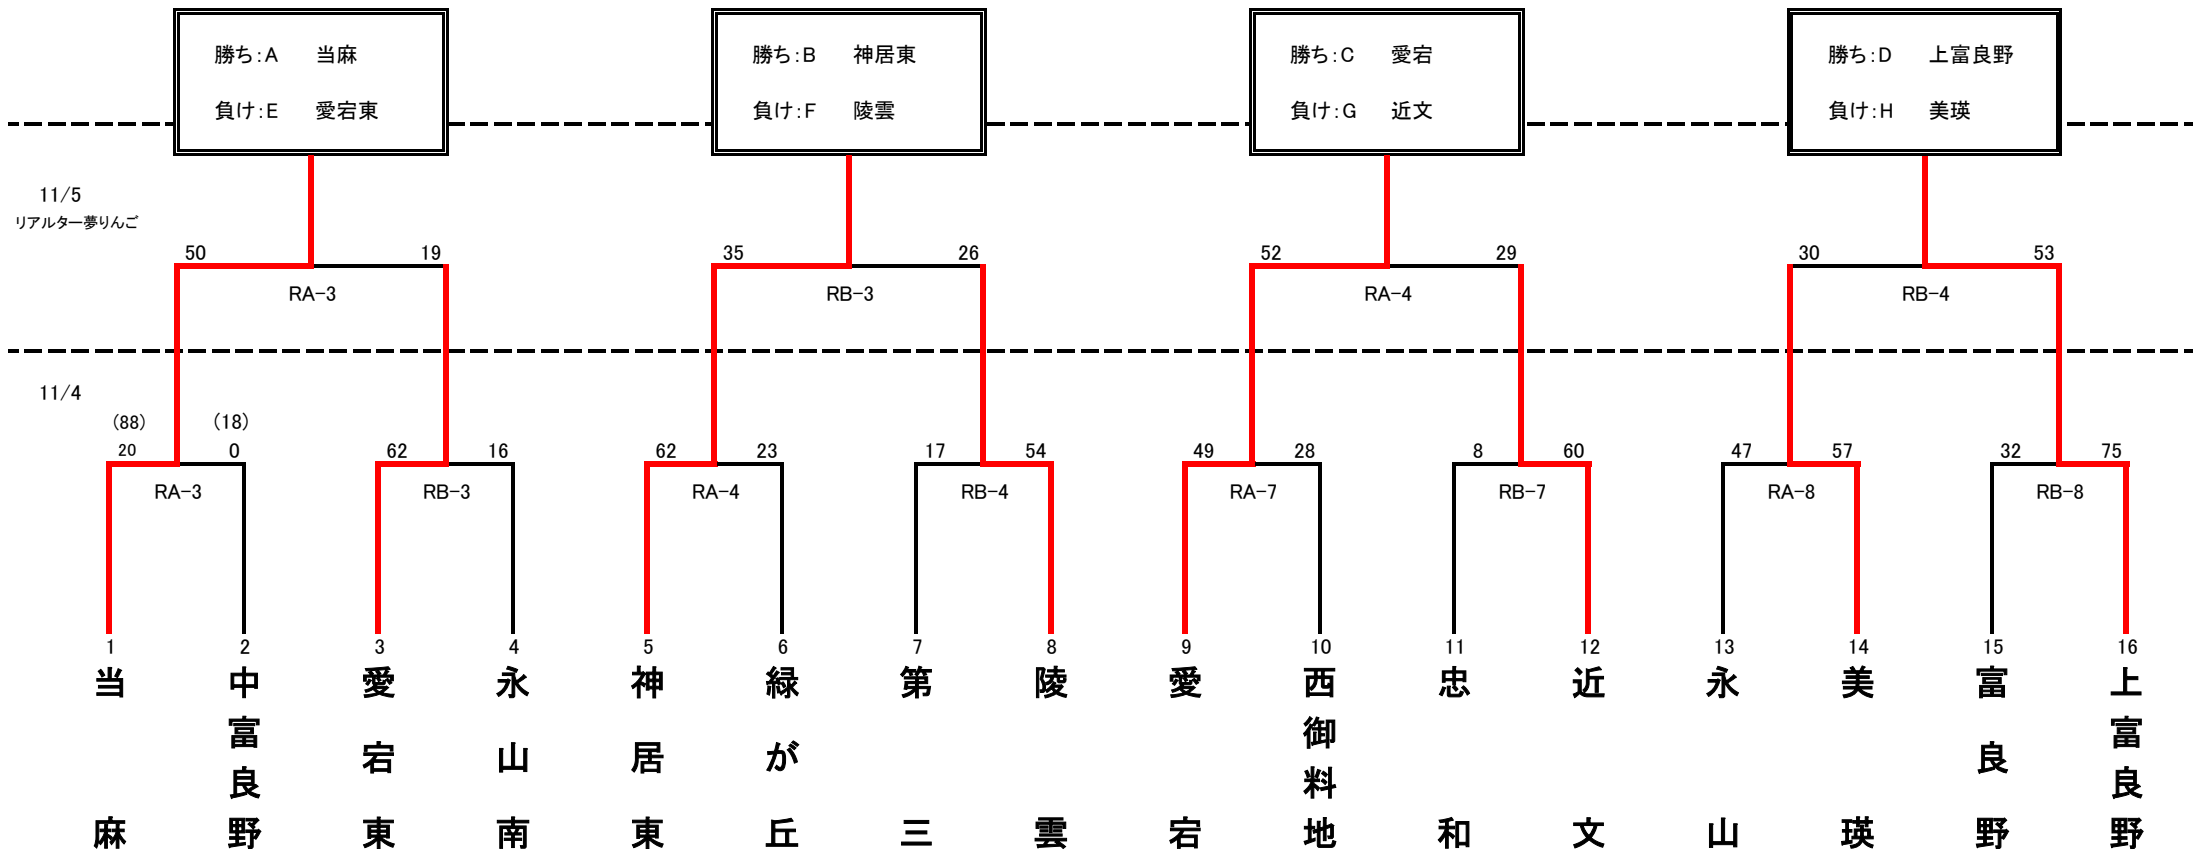 勝ち:A 当麻
負け:E 愛宕東
勝ち:B 神居東
負け:F 陵雲
勝ち:C 愛宕
負け:G 近文
勝ち:D 上富良野
負け:H 美瑛
11/5
リアルター夢りんご
50 19 35 26 52 29 30 53
RA-3 RB-3 RA-4 RB-4
11/4
(88) (18)
20 0 62 16 62 23 17 54 49 28 8 60 47 57 32 75
RA-3 RB-3 RA-4 RB-4 RA-7 RB-7 RA-8 RB-8
1 2 3 4 5 6 7 8 9 10 11 12 13 14 15 16
当麻
中富良野
愛宕東
永山南
神居東
緑が丘
第三
陵雲
愛宕
西御料地
忠和
近文
永山
美瑛
富良野
上富良野